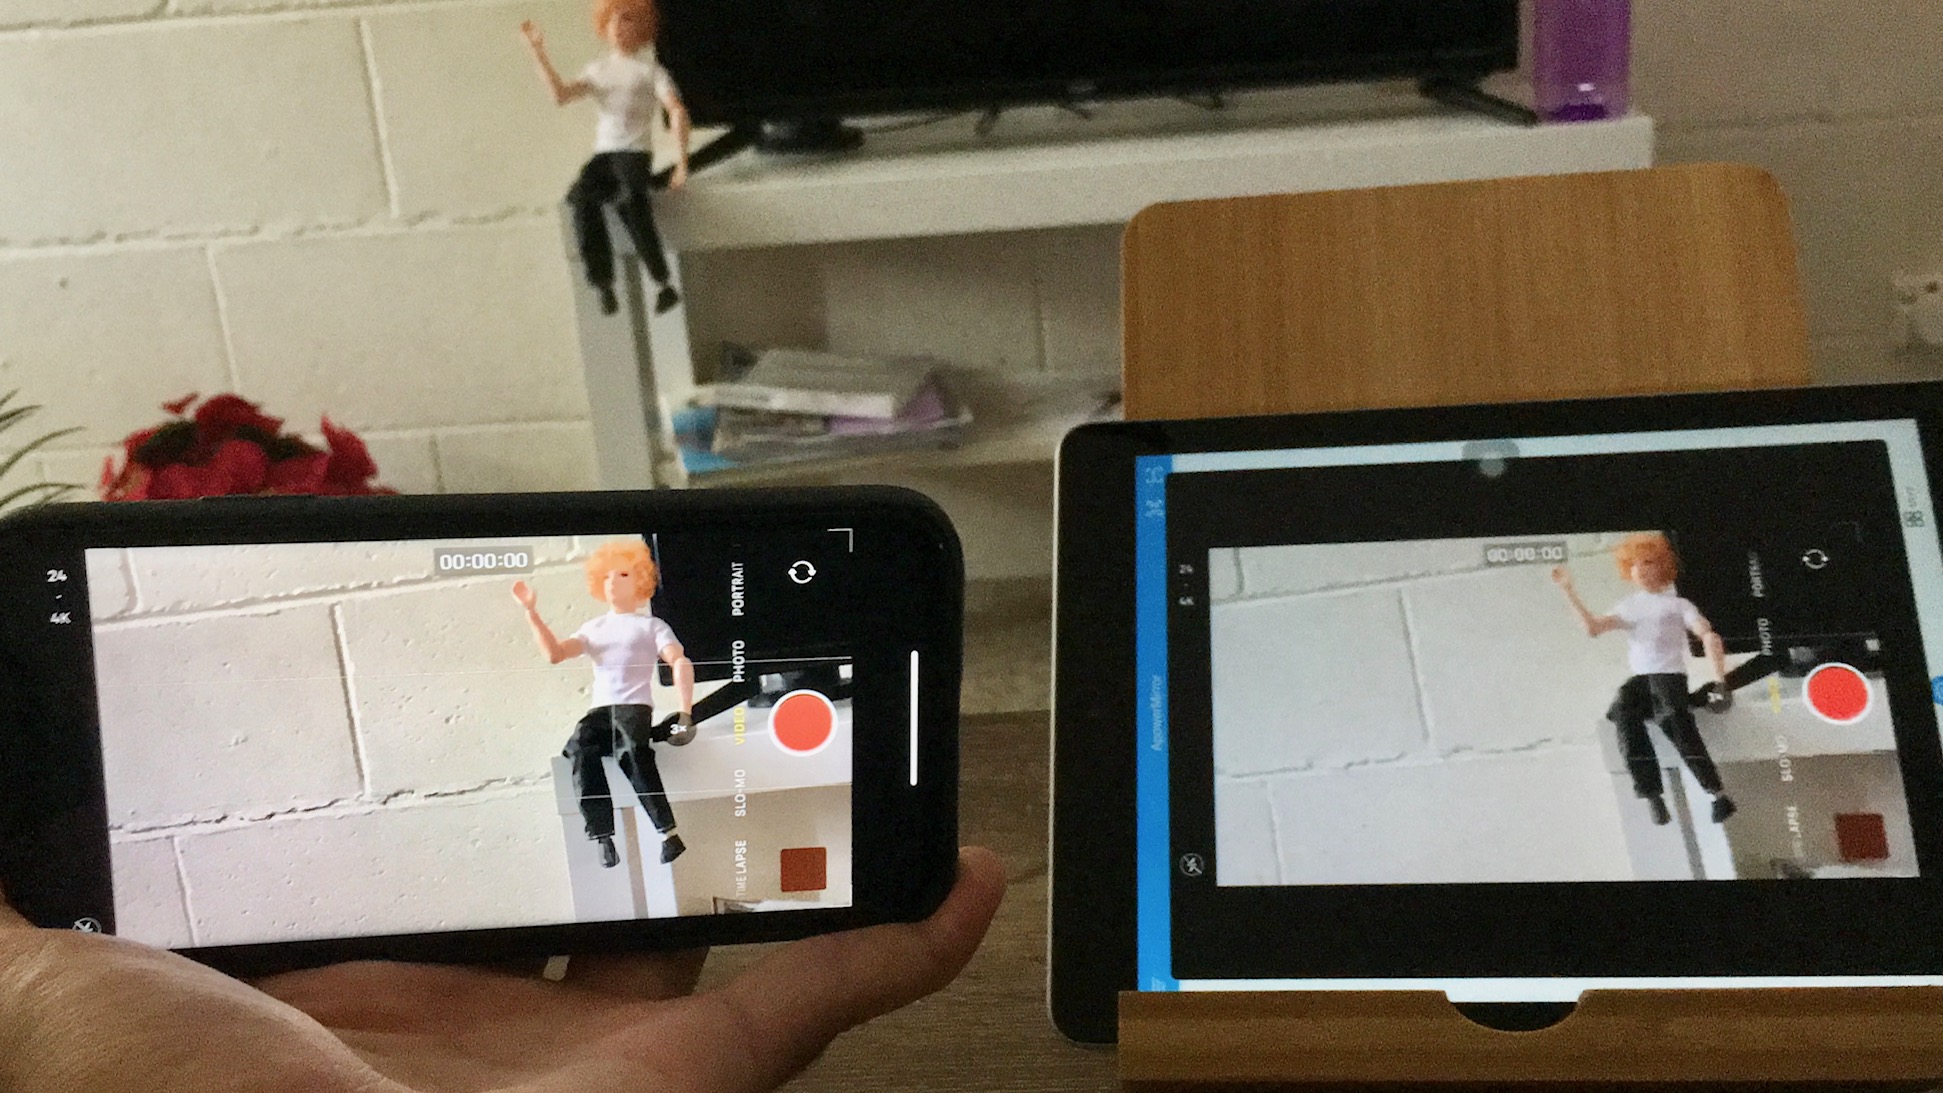 24
4K
00:00:00
PORTRAIT
PHOTO
VIDEO
SLO-MO
TIME LAPSE
3x
ApowerMirror
00:00:00
PHOTO
SLO-MO